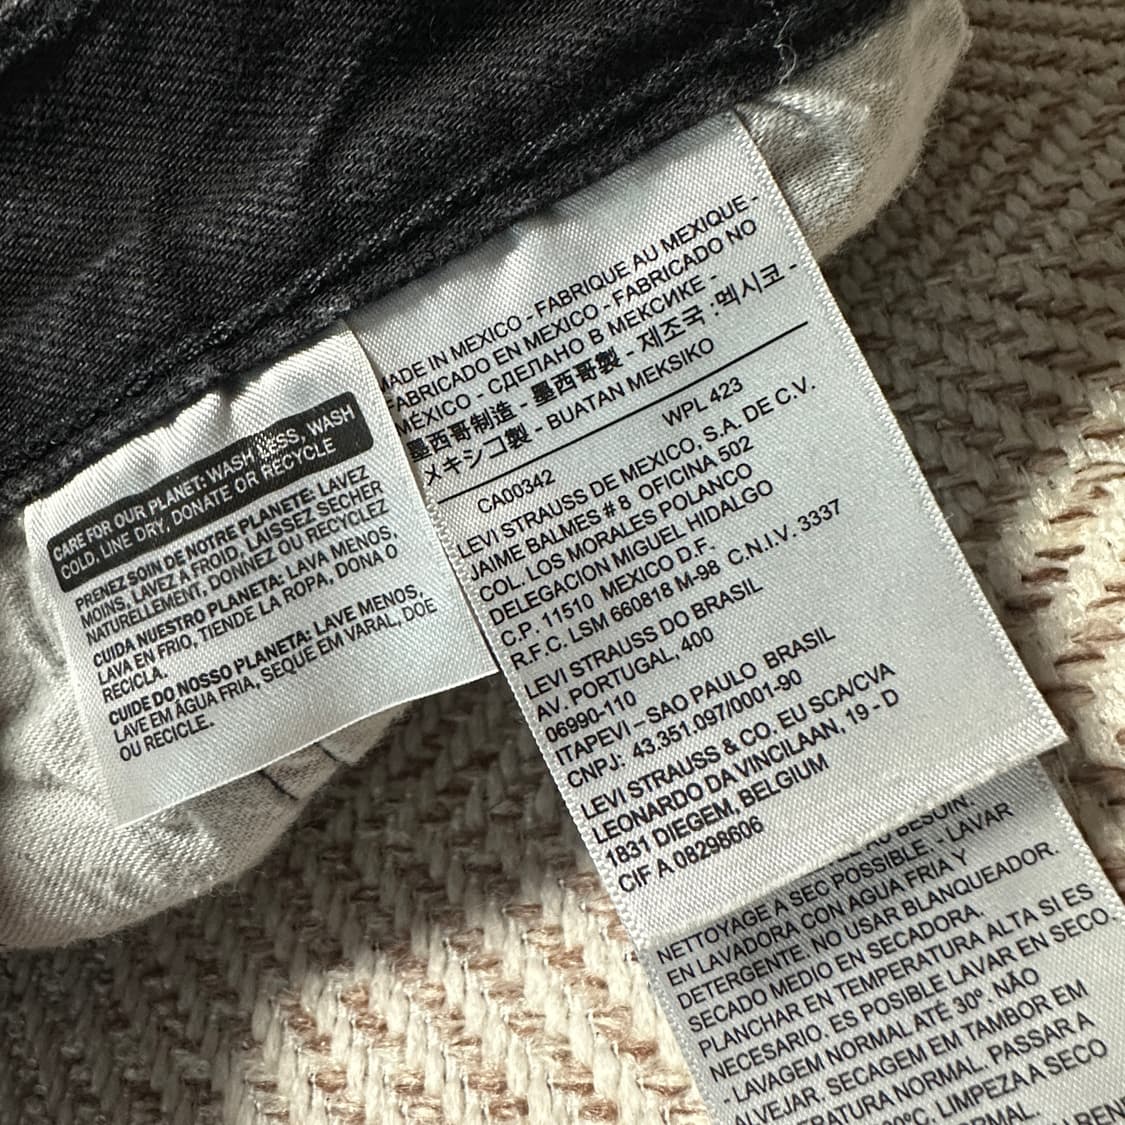 CARE FOR OUR PLANET: WASH LESS, WASH
COLD, LINE DRY, DONATE OR RECYCLE
PRENEZ SOIN DE NOTRE PLANETE: LAVEZ
MOINS, LAVEZ A FROID, LAISSEZ SECHER
NATURELLEMENT, DONNEZ OU RECYCLEZ
CUIDA NUESTRO PLANETA: LAVA MENOS,
LAVA EN FRIO, TIENDE LA ROPA, DONA O
RECICLA.
CUIDE DO NOSSO PLANETA: LAVE MENOS,
LAVE EM ÁGUA FRIA, SEQUE EM VARAL, DOE
OU RECICLE.
MADE IN MEXICO - FABRIQUE AU MEXIQUE -
FABRICADO EN MEXICO - FABRICADO NO
MÉXICO - СДЕЛАНО В МЕКСИКЕ -
墨西哥制造 - 墨西哥製 - 제조국 :멕시코 -
メキシコ製 - BUATAN MEKSIKO
CA00342 WPL 423
LEVI STRAUSS DE MEXICO, S.A. DE C.V.
JAIME BALMES # 8 OFICINA 502
COL. LOS MORALES POLANCO
DELEGACION MIGUEL HIDALGO
C.P. 11510 MEXICO D.F.
R.F.C. LSM 660818 M-98 C.N.I.V. 3337
LEVI STRAUSS DO BRASIL
AV. PORTUGAL, 400
06990-110
ITAPEVI – SAO PAULO BRASIL
CNPJ: 43.351.097/0001-90
LEVI STRAUSS & CO. EU SCA/CVA
LEONARDO DA VINCILAAN, 19 - D
1831 DIEGEM, BELGIUM
CIF A 08298606
BESOIN.
NETTOYAGE A SEC POSSIBLE. - LAVAR
EN LAVADORA CON AGUA FRIA Y
DETERGENTE. NO USAR BLANQUEADOR.
SECADO MEDIO EN SECADORA.
PLANCHAR EN TEMPERATURA ALTA SI ES
NECESARIO. ES POSSIBLE LAVAR EN SECO.
- LAVAGEM NORMAL ATÉ 30°. NÃO
ALVEJAR. SECAGEM EM TAMBOR EM
NORMAL. PASSAR A
LIMPEZA A SECO